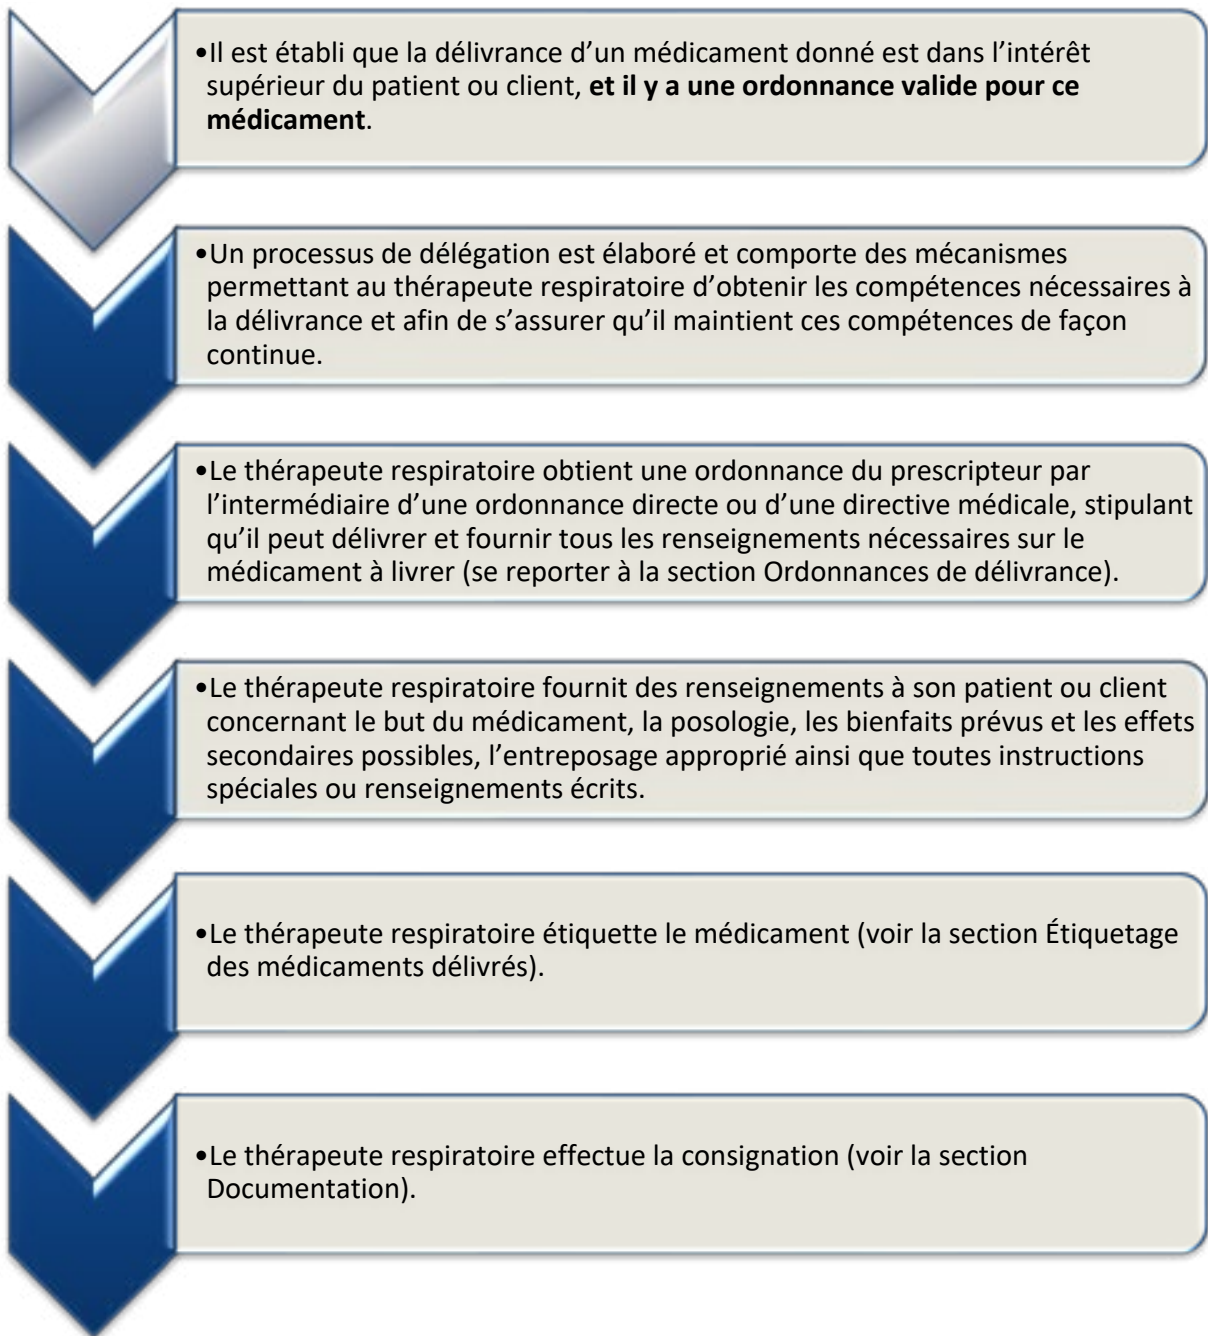 •Il est établi que la délivrance d’un médicament donné est dans l’intérêt
supérieur du patient ou client, et il y a une ordonnance valide pour ce
médicament.
•Un processus de délégation est élaboré et comporte des mécanismes
permettant au thérapeute respiratoire d’obtenir les compétences nécessaires à
la délivrance et afin de s’assurer qu’il maintient ces compétences de façon
continue.
•Le thérapeute respiratoire obtient une ordonnance du prescripteur par
l’intermédiaire d’une ordonnance directe ou d’une directive médicale, stipulant
qu’il peut délivrer et fournir tous les renseignements nécessaires sur le
médicament à livrer (se reporter à la section Ordonnances de délivrance).
•Le thérapeute respiratoire fournit des renseignements à son patient ou client
concernant le but du médicament, la posologie, les bienfaits prévus et les effets
secondaires possibles, l’entreposage approprié ainsi que toutes instructions
spéciales ou renseignements écrits.
•Le thérapeute respiratoire étiquette le médicament (voir la section Étiquetage
des médicaments délivrés).
•Le thérapeute respiratoire effectue la consignation (voir la section
Documentation).